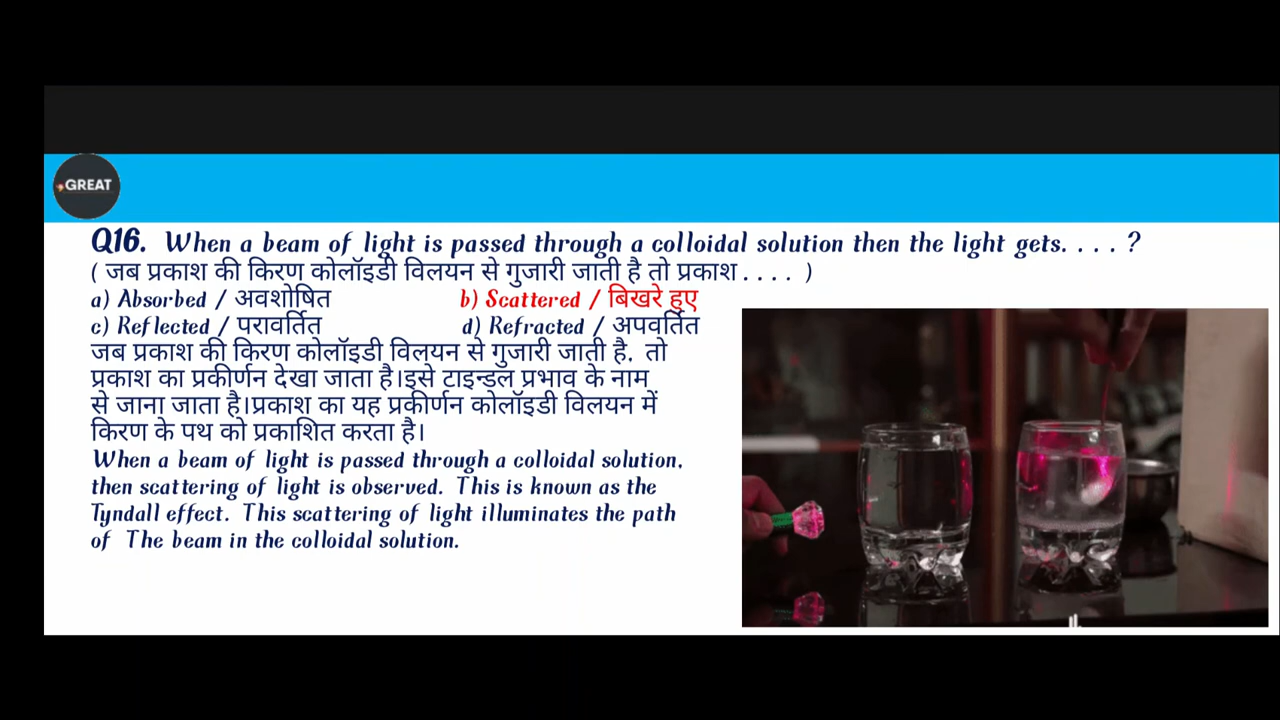 GREAT
Q16. When a beam of light is passed through a colloidal solution then the light gets. . . . ?
( जब प्रकाश की किरण कोलॉइडी विलयन से गुजारी जाती है तो प्रकाश . . . . )
a) Absorbed / अवशोषित b) Scattered / बिखरे हुए
c) Reflected / परावर्तित d) Refracted / अपवर्तित
जब प्रकाश की किरण कोलॉइडी विलयन से गुजारी जाती है, तो
प्रकाश का प्रकीर्णन देखा जाता है।इसे टाइन्डल प्रभाव के नाम
से जाना जाता है।प्रकाश का यह प्रकीर्णन कोलॉइडी विलयन में
किरण के पथ को प्रकाशित करता है।
When a beam of light is passed through a colloidal solution,
then scattering of light is observed. This is known as the
Tyndall effect. This scattering of light illuminates the path
of The beam in the colloidal solution.